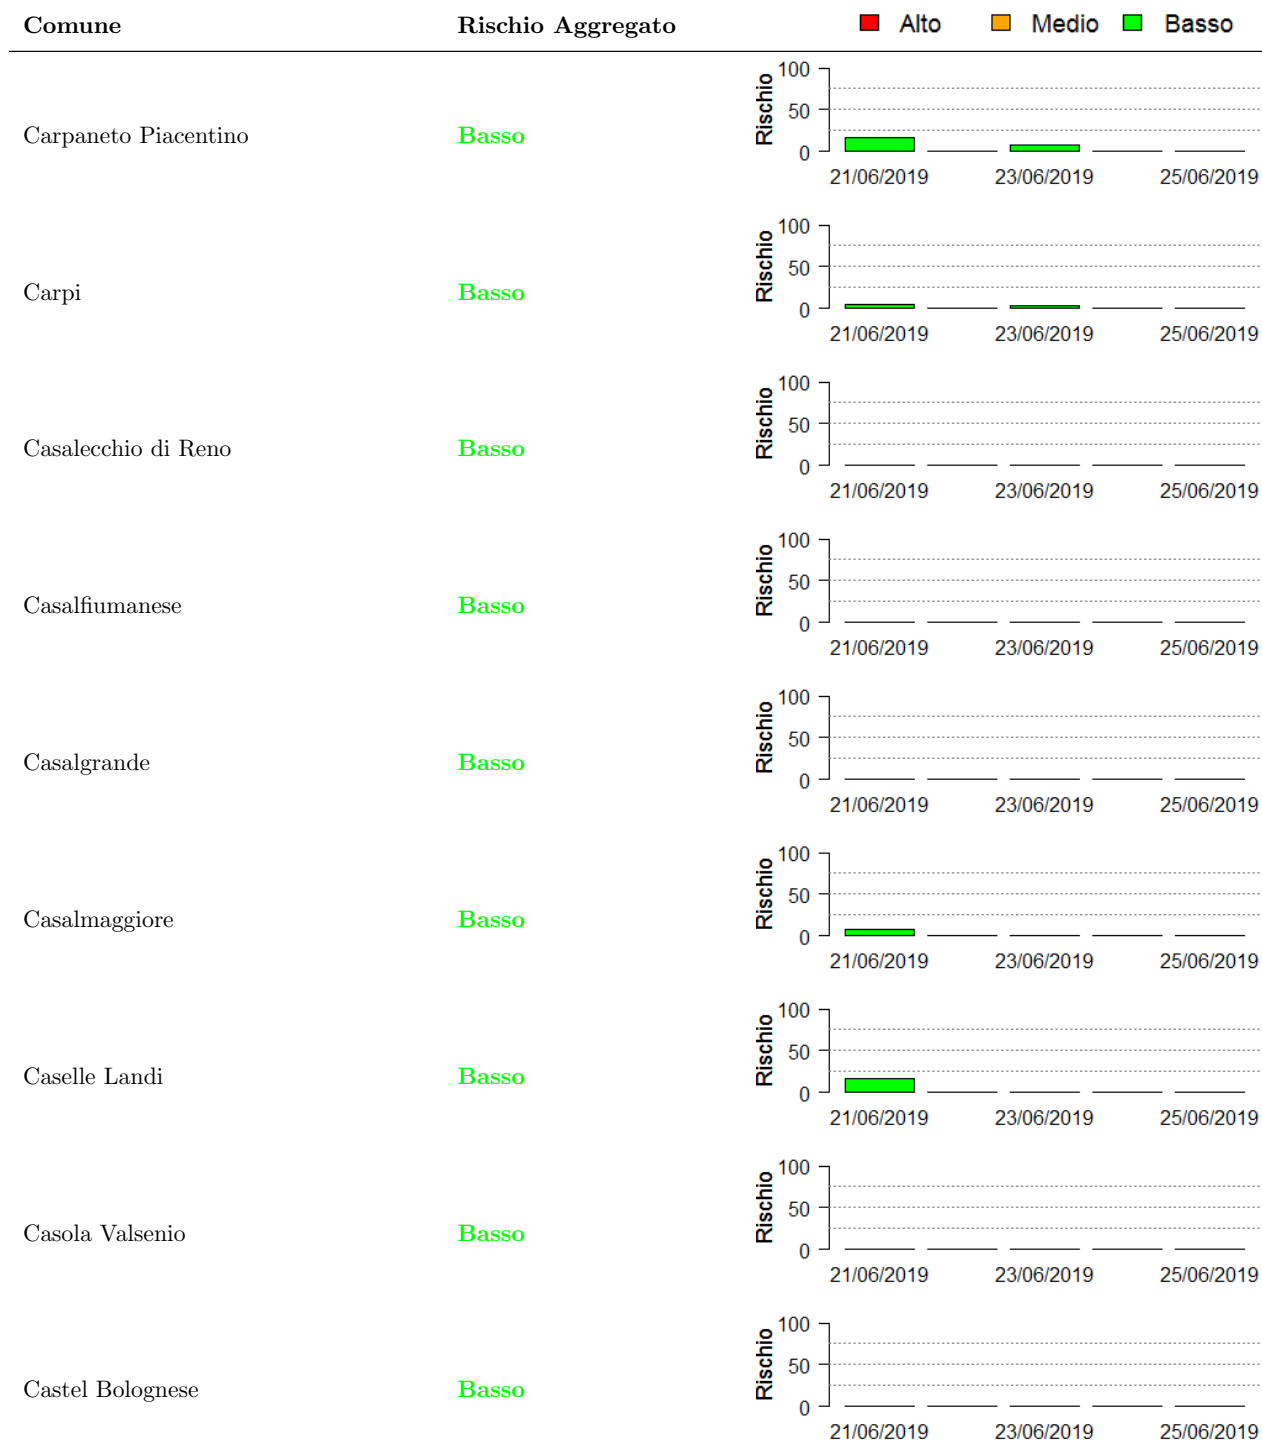 Comune Rischio Aggregato Alto Medio Basso
Carpaneto Piacentino Basso Rischio 100 50 0
21/06/2019 23/06/2019 25/06/2019
Carpi Basso Rischio 100 50 0
21/06/2019 23/06/2019 25/06/2019
Casalecchio di Reno Basso Rischio 100 50 0
21/06/2019 23/06/2019 25/06/2019
Casalfiumanese Basso Rischio 100 50 0
21/06/2019 23/06/2019 25/06/2019
Casalgrande Basso Rischio 100 50 0
21/06/2019 23/06/2019 25/06/2019
Casalmaggiore Basso Rischio 100 50 0
21/06/2019 23/06/2019 25/06/2019
Caselle Landi Basso Rischio 100 50 0
21/06/2019 23/06/2019 25/06/2019
Casola Valsenio Basso Rischio 100 50 0
21/06/2019 23/06/2019 25/06/2019
Castel Bolognese Basso Rischio 100 50 0
21/06/2019 23/06/2019 25/06/2019